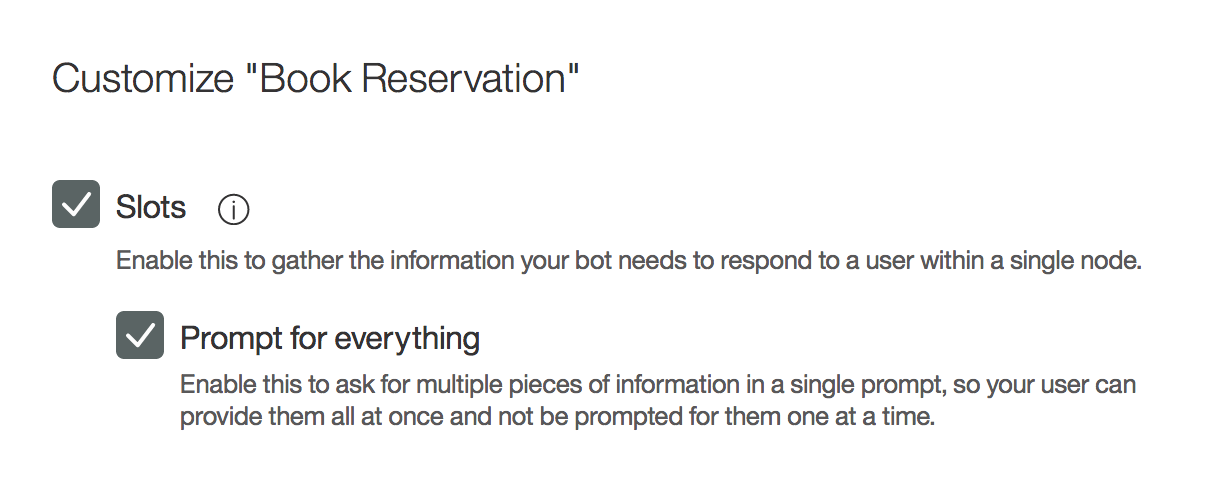 Customize "Book Reservation"
Slots
Enable this to gather the information your bot needs to respond to a user within a single node.
Prompt for everything
Enable this to ask for multiple pieces of information in a single prompt, so your user can
provide them all at once and not be prompted for them one at a time.